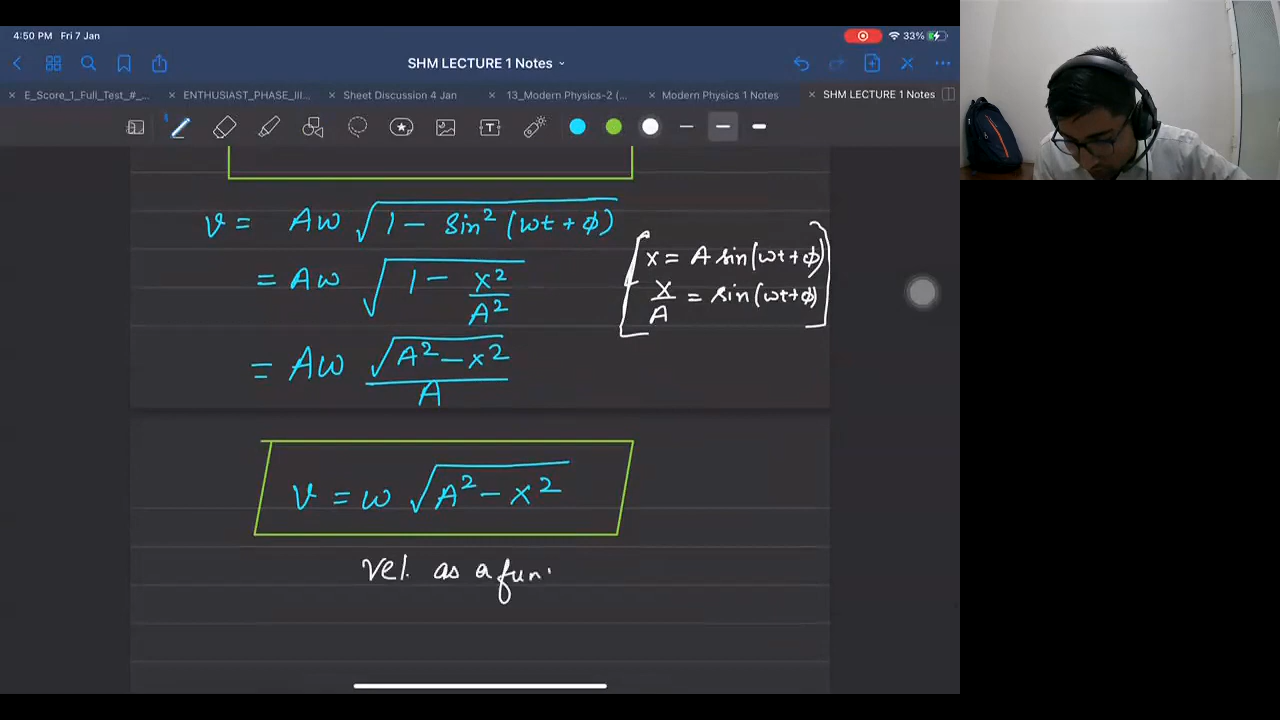 4:50 PM Fri 7 Jan
33%
SHM LECTURE 1 Notes
E_Score_1_Full_Test_#_...
ENTHUSIAST_PHASE_III...
Sheet Discussion 4 Jan
13_Modern Physics-2 (...
Modern Physics 1 Notes
SHM LECTURE 1 Notes
v = Aω √(1 − sin² (ωt + ϕ))
= Aω √(1 − x²/A²)
= Aω √(A² − x²)/A
[x = A sin(ωt + ϕ)
x/A = sin(ωt + ϕ)]
v = ω √(A² − x²)
Vel. as a fun.